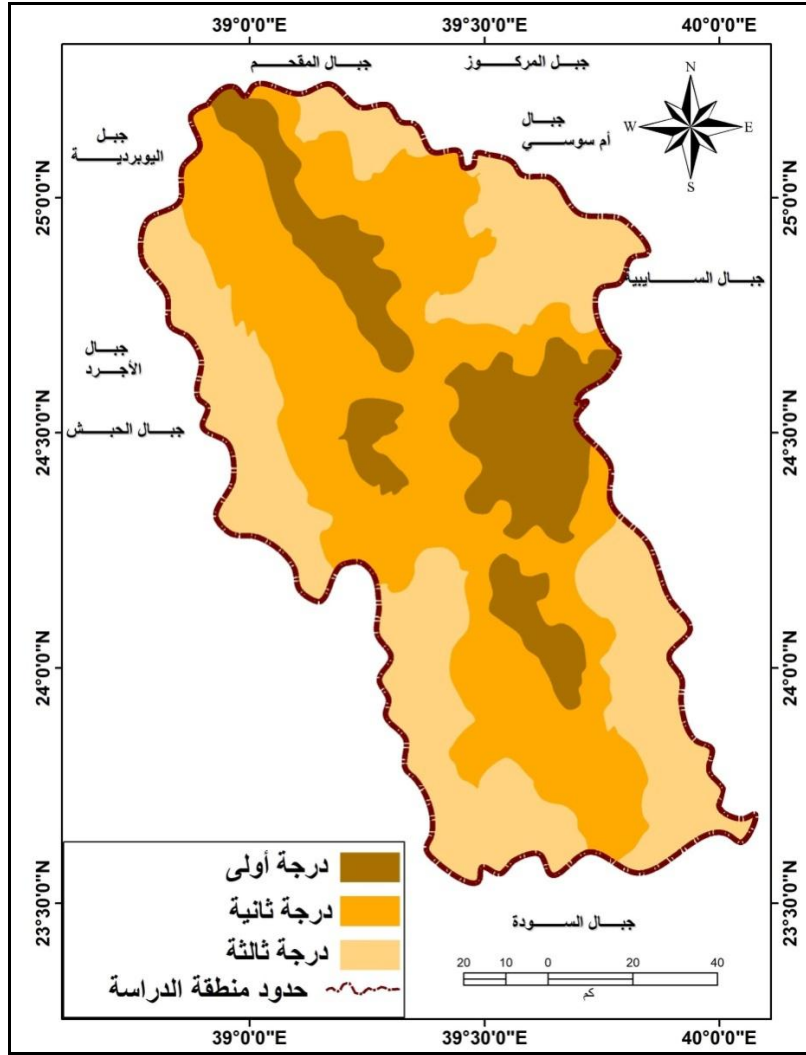 39°0'0"E
39°30'0"E
40°0'0"E
جبال المقحم
جبل المركوز
جبال
أم سوسي
N
W
E
S
جبل
اليوبردية
25°0'0"N
25°0'0"N
جبال السايبية
جبال
الأجرد
جبال الحبش
24°30'0"N
24°30'0"N
24°0'0"N
24°0'0"N
درجة أولى
درجة ثانية
درجة ثالثة
حدود منطقة الدراسة
23°30'0"N
23°30'0"N
جبال السودة
20 10 0 20 40
كم
39°0'0"E
39°30'0"E
40°0'0"E